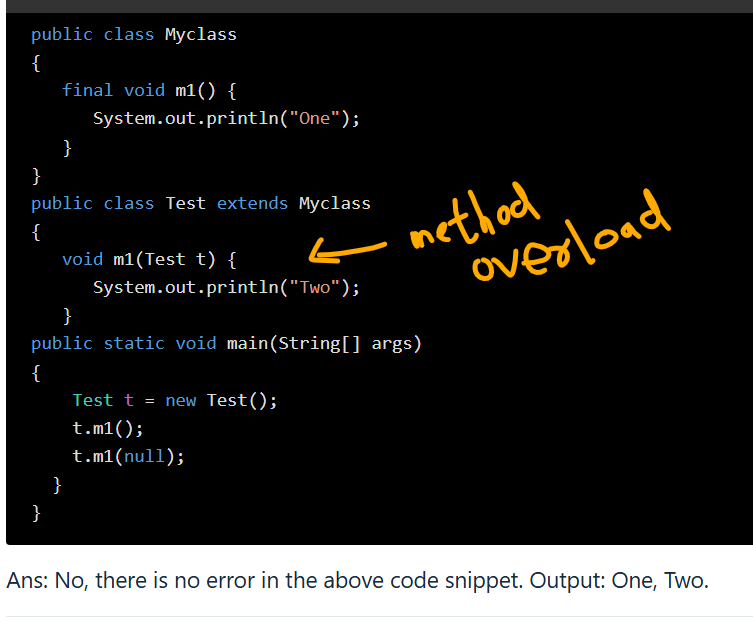 public class Myclass
{
final void m1() {
System.out.println("One");
}
}
public class Test extends Myclass
{
void m1(Test t) {
method
overload
System.out.println("Two");
}
public static void main(String[] args)
{
Test t = new Test();
t.m1();
t.m1(null);
}
}
Ans: No, there is no error in the above code snippet. Output: One, Two.